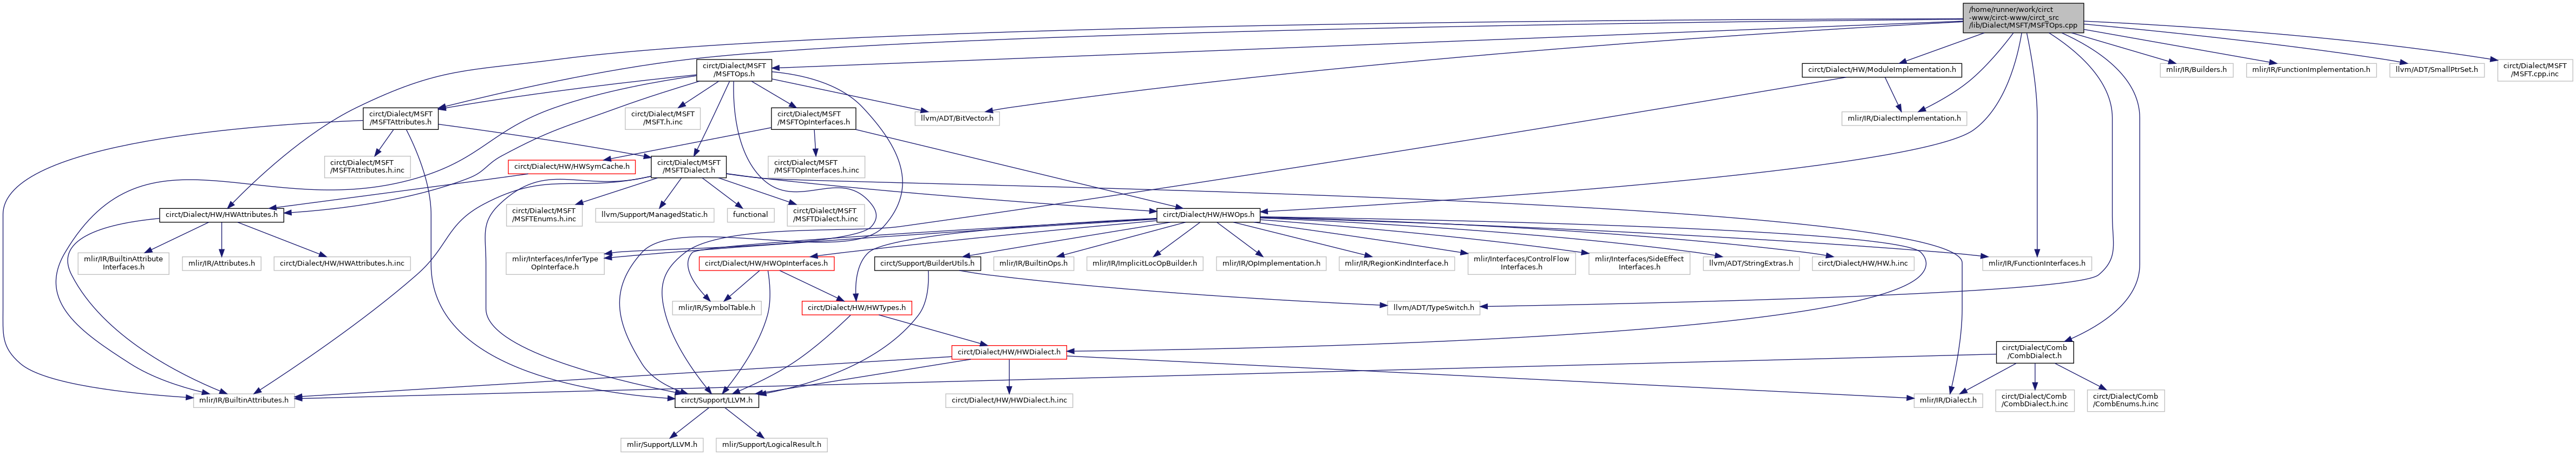 /home/runner/work/circt
-www/circt-www/circt_src
/lib/Dialect/MSFT/MSFTOps.cpp
circt/Dialect/MSFT
/MSFTOps.h
circt/Dialect/HW/ModuleImplementation.h
mlir/IR/Builders.h
mlir/IR/FunctionImplementation.h
llvm/ADT/SmallPtrSet.h
circt/Dialect/MSFT
/MSFT.cpp.inc
circt/Dialect/MSFT
/MSFTAttributes.h
circt/Dialect/MSFT
/MSFT.h.inc
circt/Dialect/MSFT
/MSFTOpInterfaces.h
llvm/ADT/BitVector.h
mlir/IR/DialectImplementation.h
circt/Dialect/MSFT
/MSFTAttributes.h.inc
circt/Dialect/HW/HWSymCache.h
circt/Dialect/MSFT
/MSFTDialect.h
circt/Dialect/MSFT
/MSFTOpInterfaces.h.inc
circt/Dialect/HW/HWAttributes.h
circt/Dialect/MSFT
/MSFTEnums.h.inc
llvm/Support/ManagedStatic.h
functional
circt/Dialect/MSFT
/MSFTDialect.h.inc
circt/Dialect/HW/HWOps.h
mlir/IR/BuiltinAttribute
Interfaces.h
mlir/IR/Attributes.h
circt/Dialect/HW/HWAttributes.h.inc
mlir/Interfaces/InferType
OpInterface.h
circt/Dialect/HW/HWOpInterfaces.h
circt/Support/BuilderUtils.h
mlir/IR/BuiltinOps.h
mlir/IR/ImplicitLocOpBuilder.h
mlir/IR/OpImplementation.h
mlir/IR/RegionKindInterface.h
mlir/Interfaces/ControlFlow
Interfaces.h
mlir/Interfaces/SideEffect
Interfaces.h
llvm/ADT/StringExtras.h
circt/Dialect/HW/HW.h.inc
mlir/IR/FunctionInterfaces.h
mlir/IR/SymbolTable.h
circt/Dialect/HW/HWTypes.h
llvm/ADT/TypeSwitch.h
circt/Dialect/HW/HWDialect.h
circt/Dialect/Comb
/CombDialect.h
mlir/IR/BuiltinAttributes.h
circt/Support/LLVM.h
circt/Dialect/HW/HWDialect.h.inc
mlir/IR/Dialect.h
circt/Dialect/Comb
/CombDialect.h.inc
circt/Dialect/Comb
/CombEnums.h.inc
mlir/Support/LLVM.h
mlir/Support/LogicalResult.h